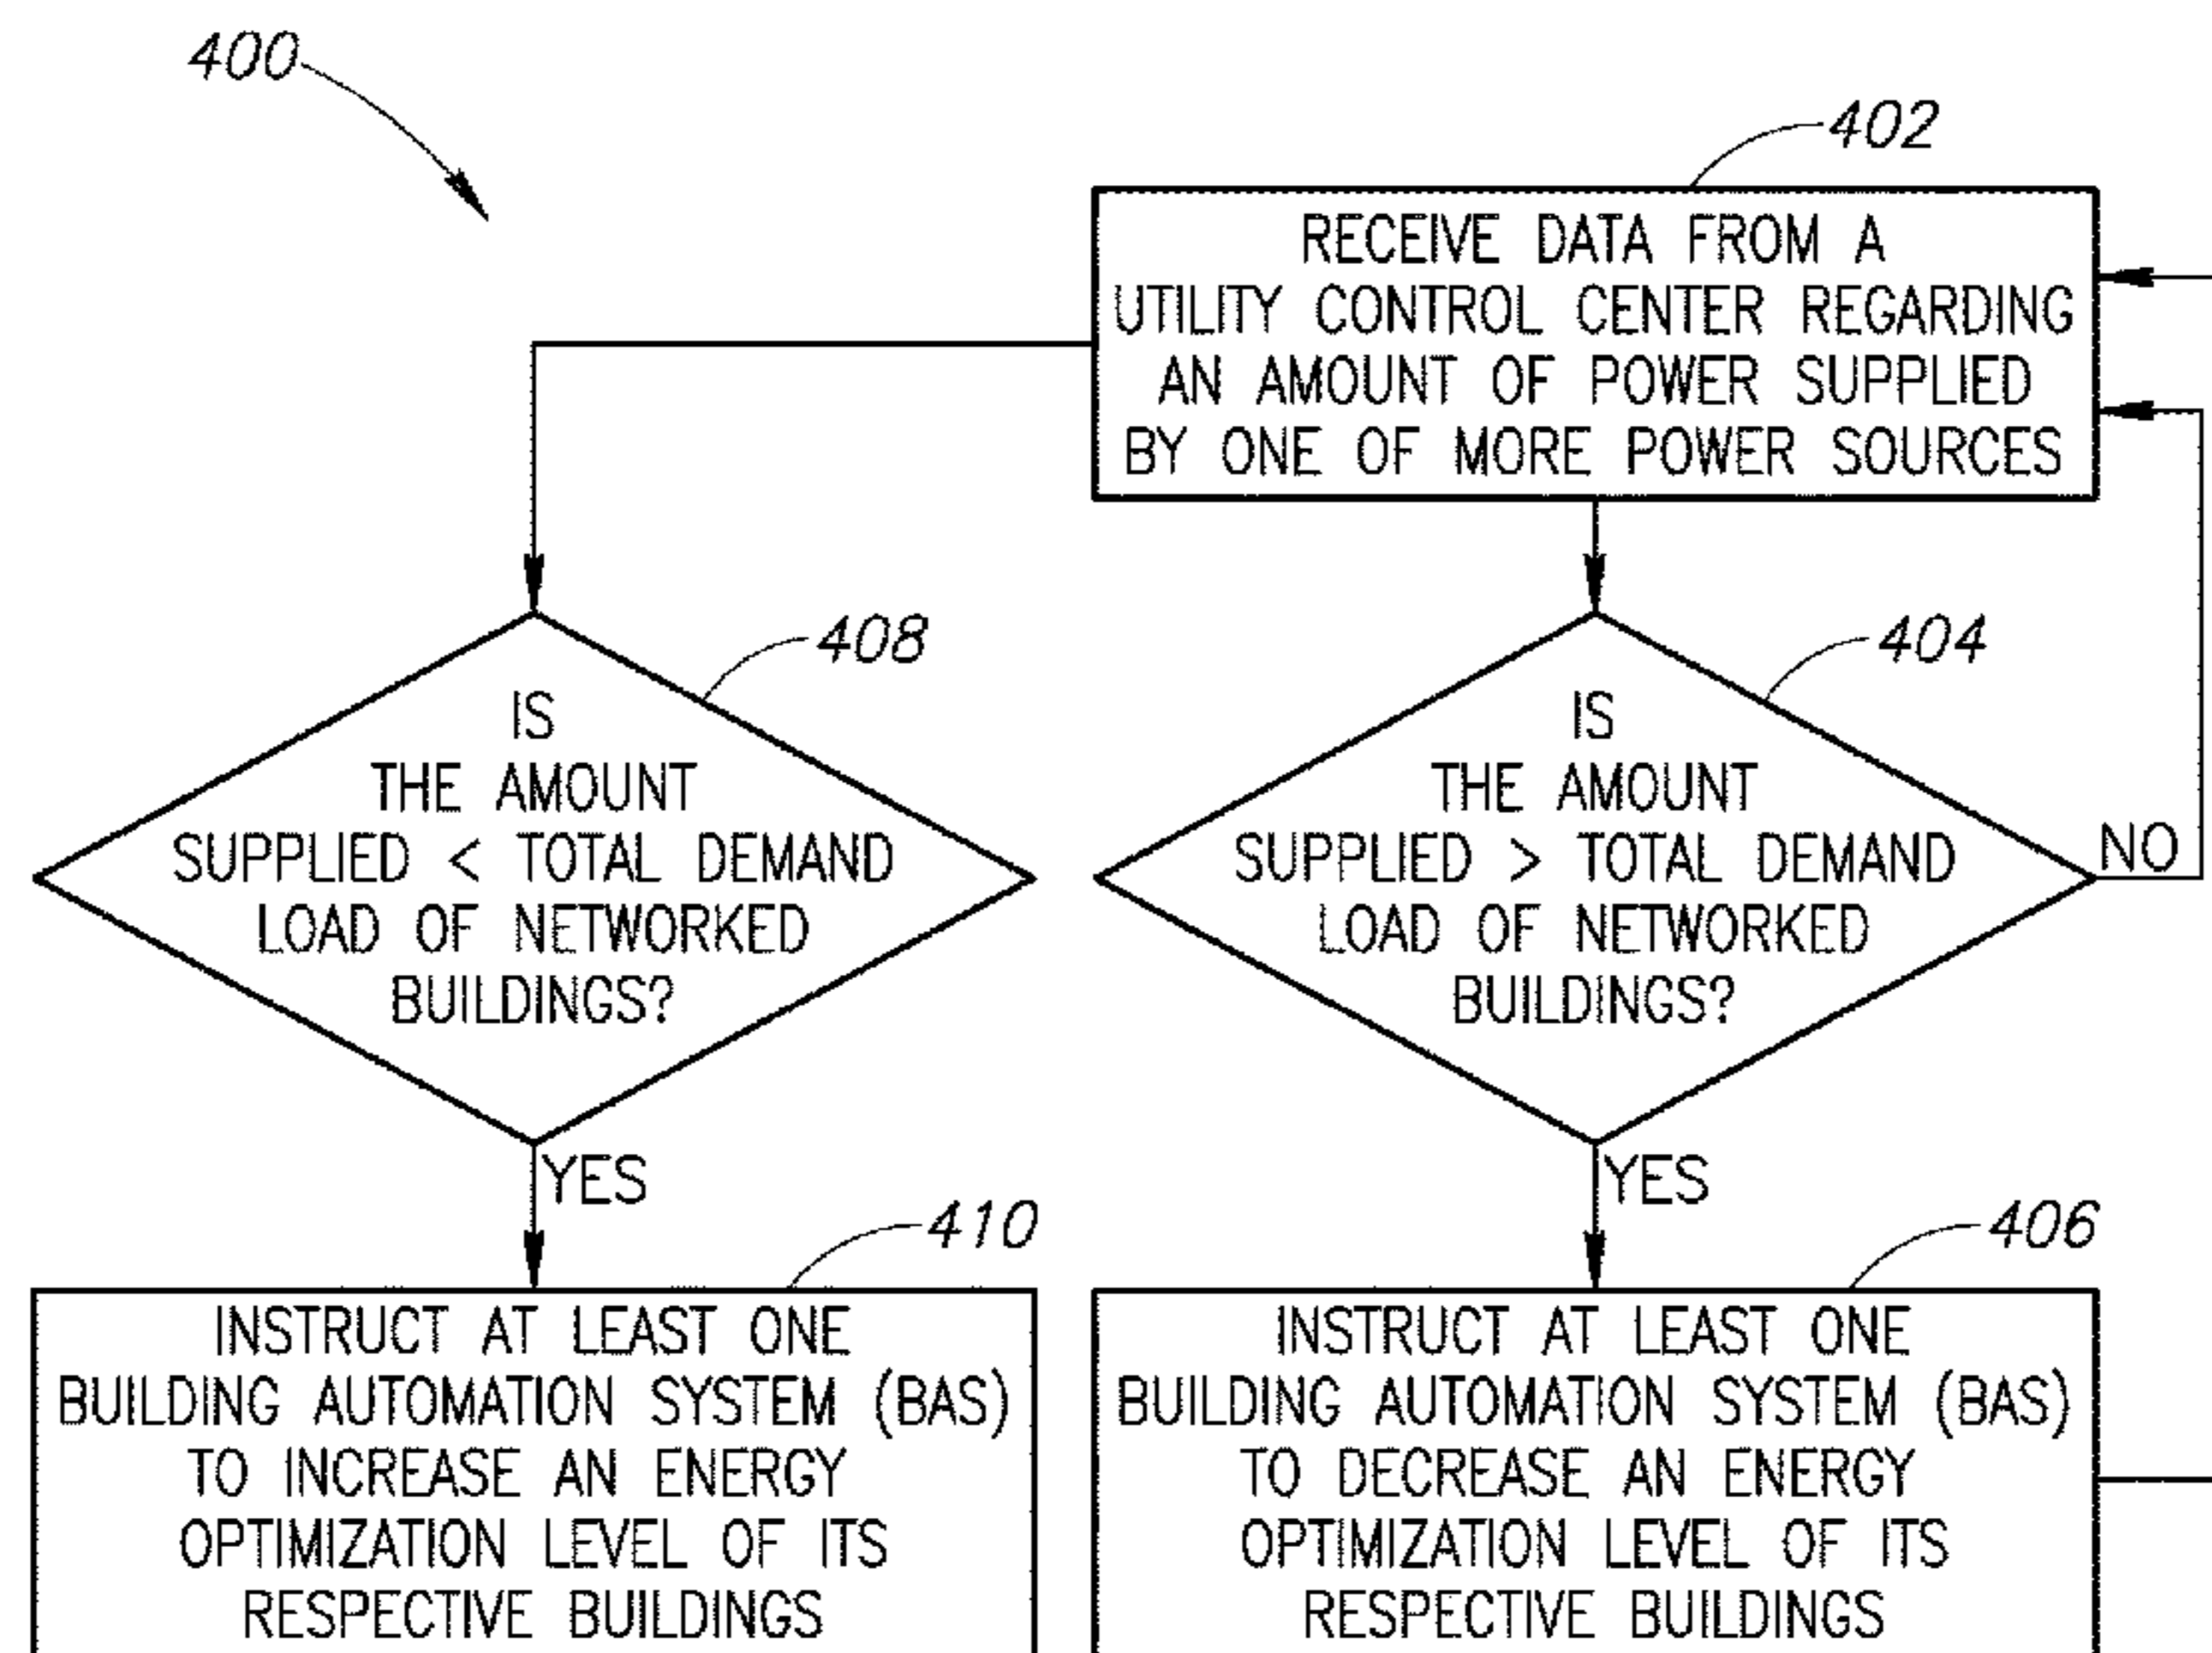 400
402
RECEIVE DATA FROM A
UTILITY CONTROL CENTER REGARDING
AN AMOUNT OF POWER SUPPLIED
BY ONE OF MORE POWER SOURCES
408
IS
THE AMOUNT
SUPPLIED < TOTAL DEMAND
LOAD OF NETWORKED
BUILDINGS?
YES
404
IS
THE AMOUNT
SUPPLIED > TOTAL DEMAND
LOAD OF NETWORKED
BUILDINGS?
NO
YES
410
INSTRUCT AT LEAST ONE
BUILDING AUTOMATION SYSTEM (BAS)
TO INCREASE AN ENERGY
OPTIMIZATION LEVEL OF ITS
RESPECTIVE BUILDINGS
406
INSTRUCT AT LEAST ONE
BUILDING AUTOMATION SYSTEM (BAS)
TO DECREASE AN ENERGY
OPTIMIZATION LEVEL OF ITS
RESPECTIVE BUILDINGS